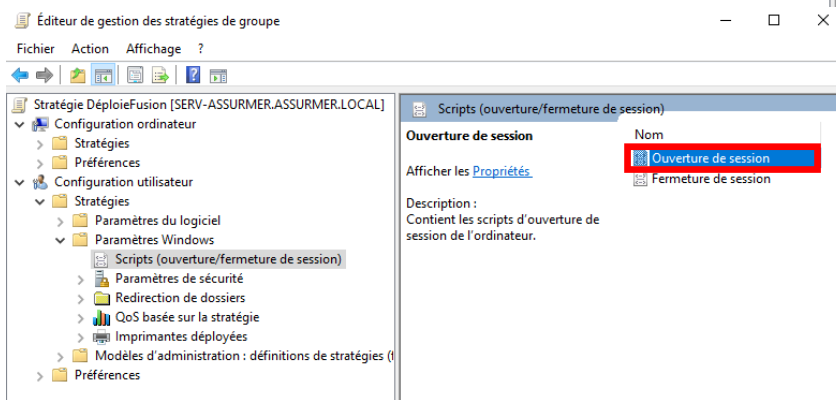 Éditeur de gestion des stratégies de groupe
Fichier Action Affichage ?
Stratégie DéploieFusion [SERV-ASSURMER.ASSURMER.LOCAL]
Configuration ordinateur
Stratégies
Préférences
Configuration utilisateur
Stratégies
Paramètres du logiciel
Paramètres Windows
Scripts (ouverture/fermeture de session)
Paramètres de sécurité
Redirection de dossiers
QoS basée sur la stratégie
Imprimantes déployées
Modèles d'administration : définitions de stratégies (f
Préférences
Scripts (ouverture/fermeture de session)
Ouverture de session
Afficher les Propriétés
Description :
Contient les scripts d'ouverture de
session de l'ordinateur.
Nom
Ouverture de session
Fermeture de session